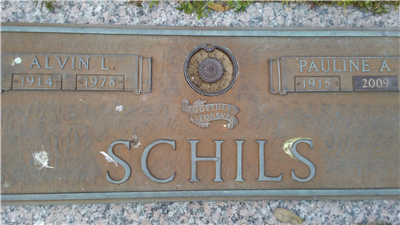 ALVIN L. PAULINE A.
1914 1978 1915 2009
TOGETHER
FOREVER
SCHILS